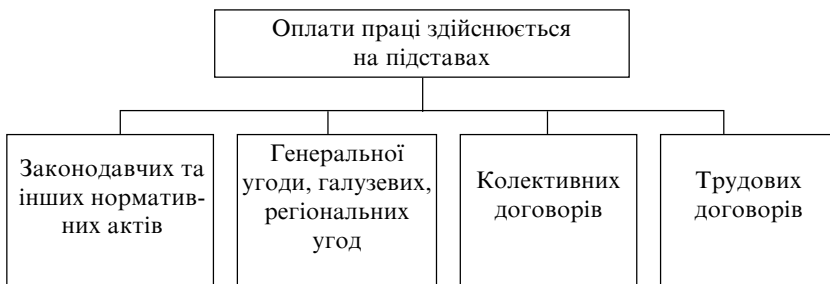 Оплати праці здійснюється
на підставах
Законодавчих та
інших норматив-
них актів
Генеральної
угоди, галузевих,
регіональних
угод
Колективних
договорів
Трудових
договорів